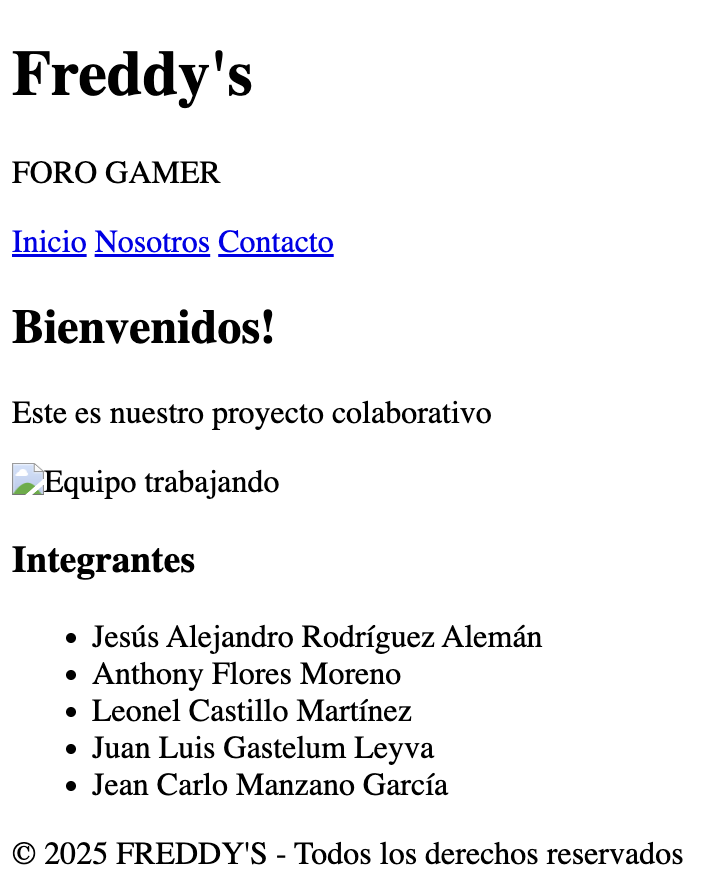 Freddy's
FORO GAMER
Inicio Nosotros Contacto
Bienvenidos!
Este es nuestro proyecto colaborativo
Equipo trabajando
Integrantes
Jesús Alejandro Rodríguez Alemán
Anthony Flores Moreno
Leonel Castillo Martínez
Juan Luis Gastelum Leyva
Jean Carlo Manzano García
© 2025 FREDDY'S - Todos los derechos reservados